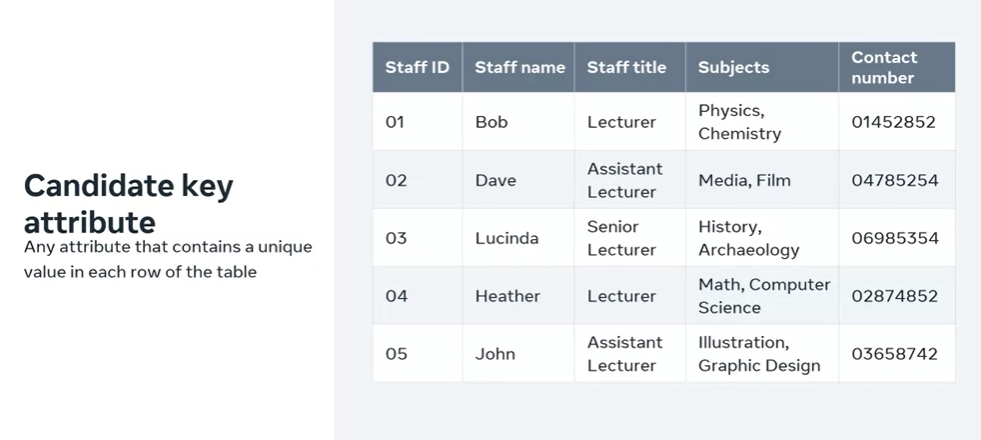 Candidate key
attribute
Any attribute that contains a unique
value in each row of the table
Staff ID Staff name Staff title Subjects Contact number
01 Bob Lecturer Physics, Chemistry 01452852
02 Dave Assistant Lecturer Media, Film 04785254
03 Lucinda Senior Lecturer History, Archaeology 06985354
04 Heather Lecturer Math, Computer Science 02874852
05 John Assistant Lecturer Illustration, Graphic Design 03658742